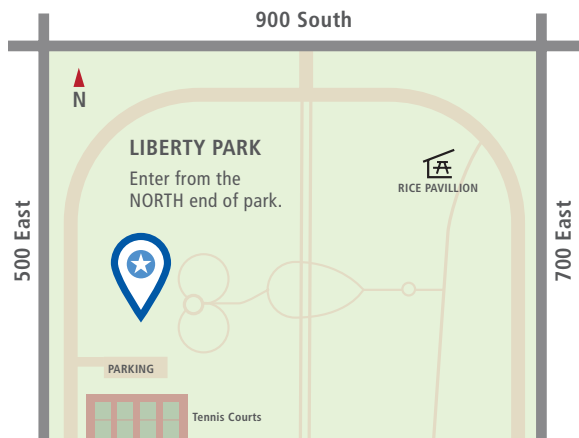 900 South
N
LIBERTY PARK
Enter from the
NORTH end of park.
RICE PAVILLION
500 East
700 East
PARKING
Tennis Courts